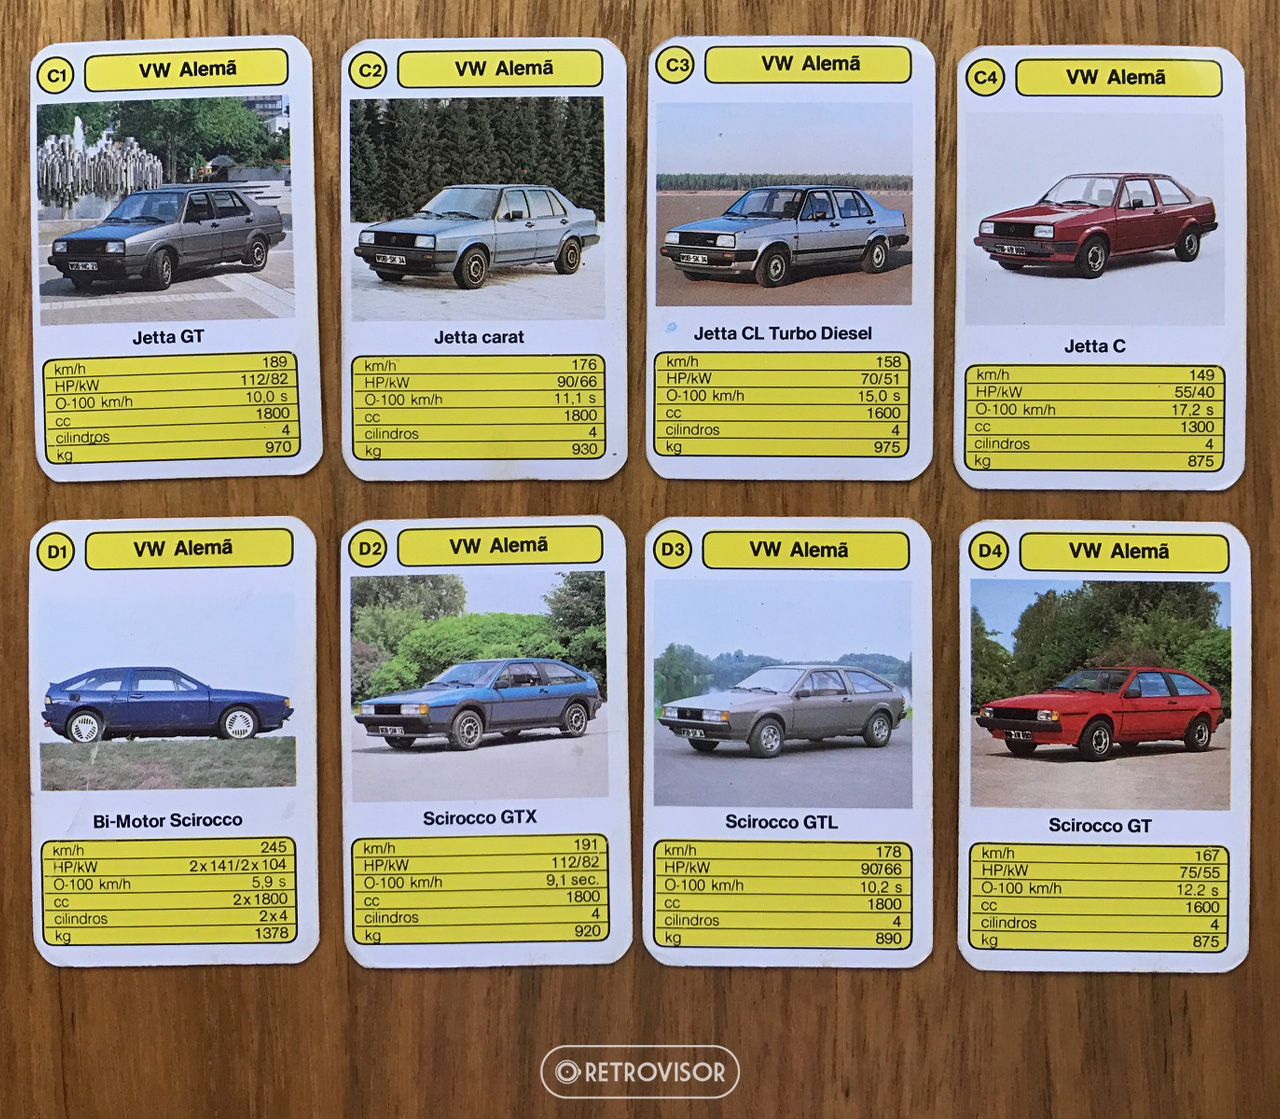 C1 VW Alemã
Jetta GT
km/h 189
HP/kW 112/82
O-100 km/h 10,0 s
cc 1800
cilindros 4
kg 970
C2 VW Alemã
Jetta carat
km/h 176
HP/kW 90/66
O-100 km/h 11,1 s
cc 1800
cilindros 4
kg 930
C3 VW Alemã
Jetta CL Turbo Diesel
km/h 158
HP/kW 70/51
O-100 km/h 15,0 s
cc 1600
cilindros 4
kg 975
C4 VW Alemã
Jetta C
km/h 149
HP/kW 55/40
O-100 km/h 17,2 s
cc 1300
cilindros 4
kg 875
D1 VW Alemã
Bi-Motor Scirocco
km/h 245
HP/kW 2x141/2x104
O-100 km/h 5,9 s
cc 2x1800
cilindros 2x4
kg 1378
D2 VW Alemã
Scirocco GTX
km/h 191
HP/kW 112/82
O-100 km/h 9,1 sec.
cc 1800
cilindros 4
kg 920
D3 VW Alemã
Scirocco GTL
km/h 178
HP/kW 90/66
O-100 km/h 10,2 s
cc 1800
cilindros 4
kg 890
D4 VW Alemã
Scirocco GT
km/h 167
HP/kW 75/55
O-100 km/h 12.2 s
cc 1600
cilindros 4
kg 875
RETROVISOR